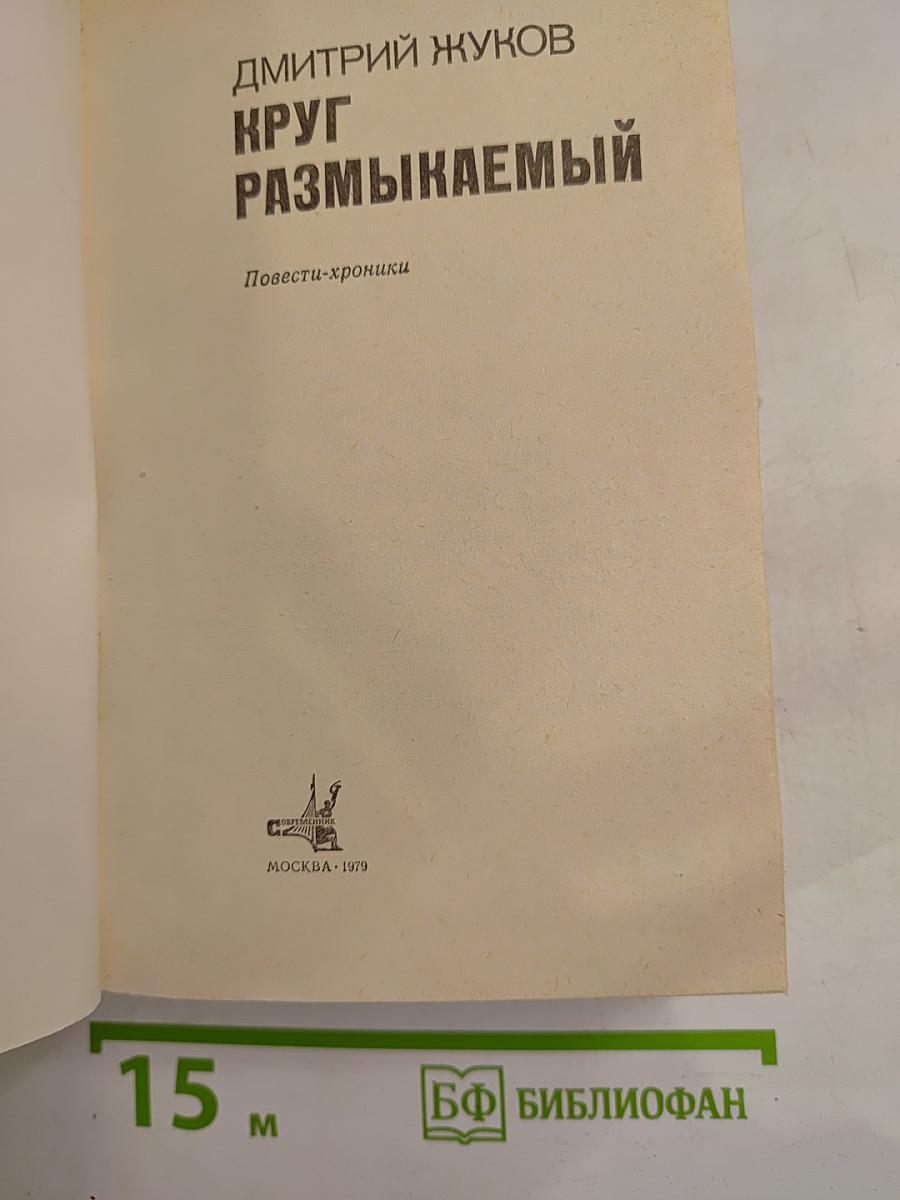 ДМИТРИЙ ЖУКОВ
КРУГ
РАЗМЫКАЕМЫЙ
Повести-хроники
СОВРЕМЕННИК
МОСКВА · 1979
15 м
БФ БИБЛИОФАН